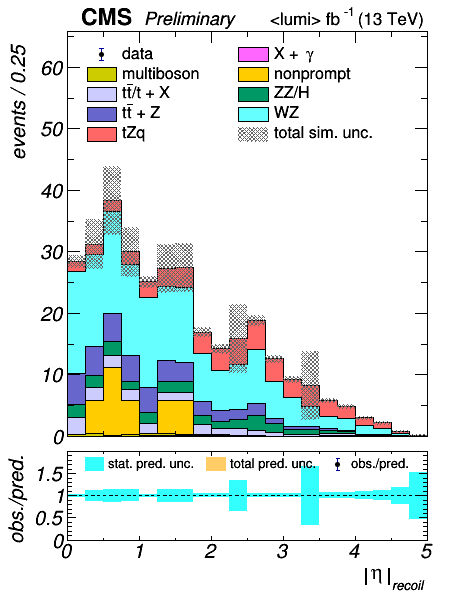 CMS Preliminary <lumi> fb⁻¹ (13 TeV)
events / 0.25
60
50
40
30
20
10
0
data
multiboson
tt̄/t + X
tt̄ + Z
tZq
X + γ
nonprompt
ZZ/H
WZ
total sim. unc.
obs./pred.
1.5
1
0.5
0
stat. pred. unc. total pred. unc. obs./pred.
0 1 2 3 4 5
|η|recoil